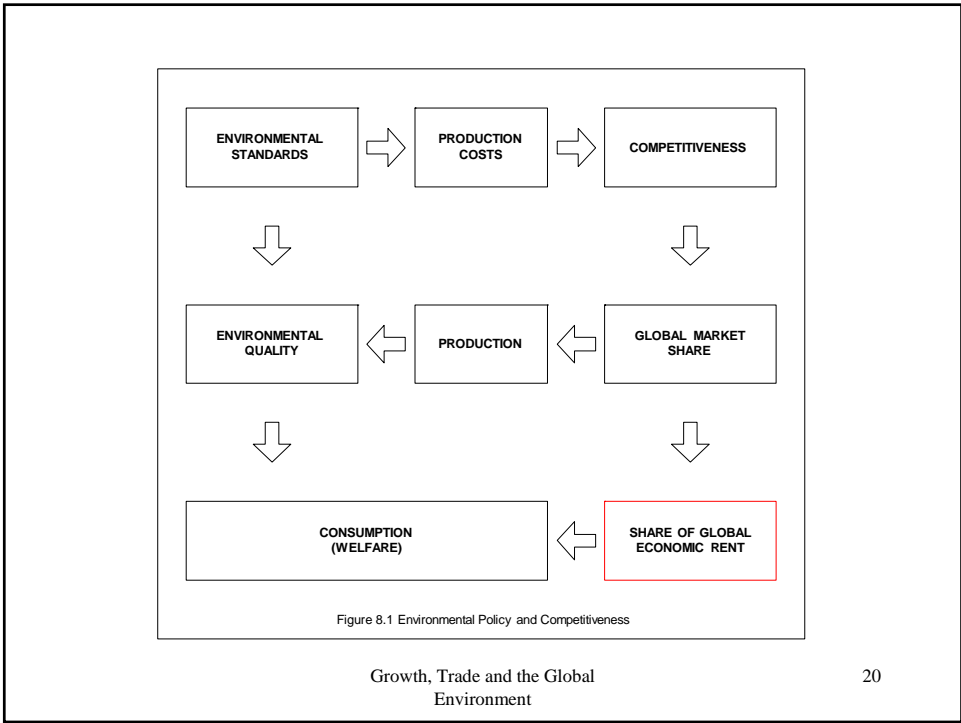 ENVIRONMENTAL
STANDARDS
PRODUCTION
COSTS
COMPETITIVENESS
ENVIRONMENTAL
QUALITY
PRODUCTION
GLOBAL MARKET
SHARE
CONSUMPTION
(WELFARE)
SHARE OF GLOBAL
ECONOMIC RENT
Figure 8.1 Environmental Policy and Competitiveness
Growth, Trade and the Global
Environment
20